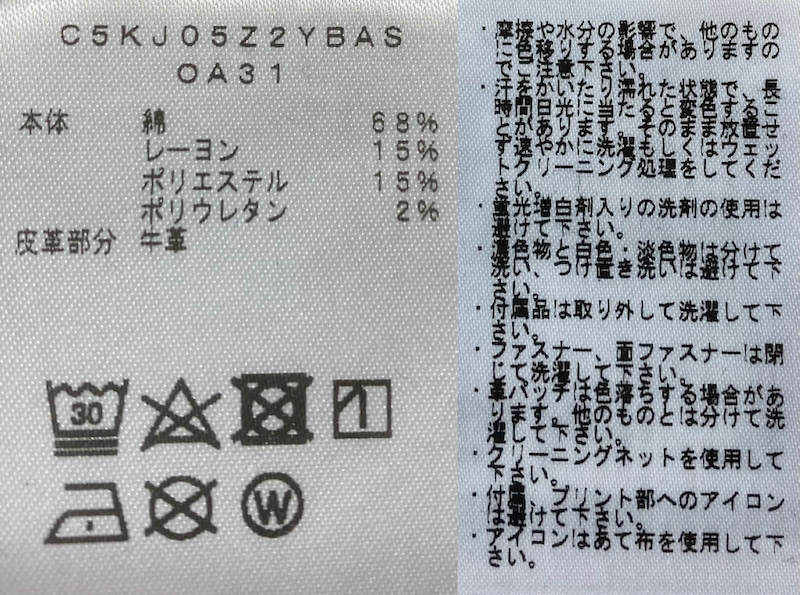 C5KJ05Z2YBAS
OA31
本体 綿 68%
レーヨン 15%
ポリエステル 15%
ポリウレタン 2%
皮革部分 牛革
30
W
・摩擦や水分の影響で、他のもの
に色移りする場合がありますの
でご注意下さい。
・汗をかいたり濡れた状態で、長
時間日光に当たると変色するこ
とがあります。そのまま放置せ
ず速やかに洗濯もしくはウェッ
トクリーニング処理をしてくだ
さい。
・蛍光増白剤入りの洗剤の使用は
避けて下さい。
・濃色物と白色・淡色物は分けて
洗い、つけ置き洗いは避けて下
さい。
・付属品は取り外して洗濯して下
さい。
・ファスナー、面ファスナーは閉
じて洗濯して下さい。
・革パッチは色落ちする場合があ
ります。他のものとは分けて洗
濯して下さい。
・クリーニングネットを使用して
下さい。
・付属、プリント部へのアイロン
は避けて下さい。
・アイロンはあて布を使用して下
さい。